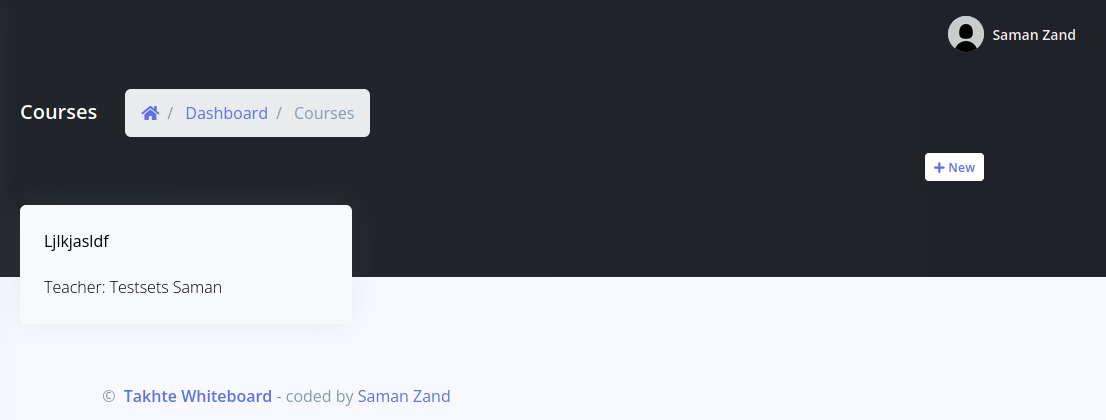 Saman Zand
Courses / Dashboard / Courses
New
Ljlkjasldf
Teacher: Testsets Saman
© Takhte Whiteboard - coded by Saman Zand